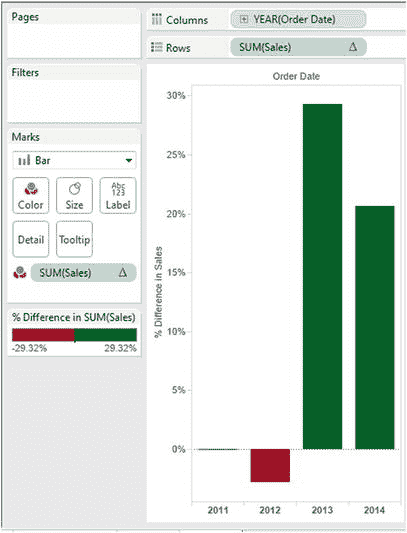 Pages
Filters
Marks
Bar
Color
Size
Abc
123
Label
Detail
Tooltip
SUM(Sales) Δ
% Difference in SUM(Sales)
-29.32% 29.32%
Columns
YEAR(Order Date)
Rows
SUM(Sales) Δ
Order Date
% Difference in Sales
30%
25%
20%
15%
10%
5%
0%
2011 2012 2013 2014